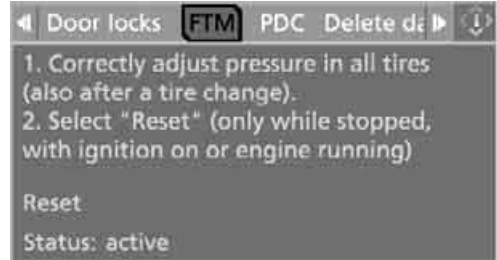 Door locks FTM PDC Delete da
1. Correctly adjust pressure in all tires
(also after a tire change).
2. Select "Reset" (only while stopped,
with ignition on or engine running)
Reset
Status: active